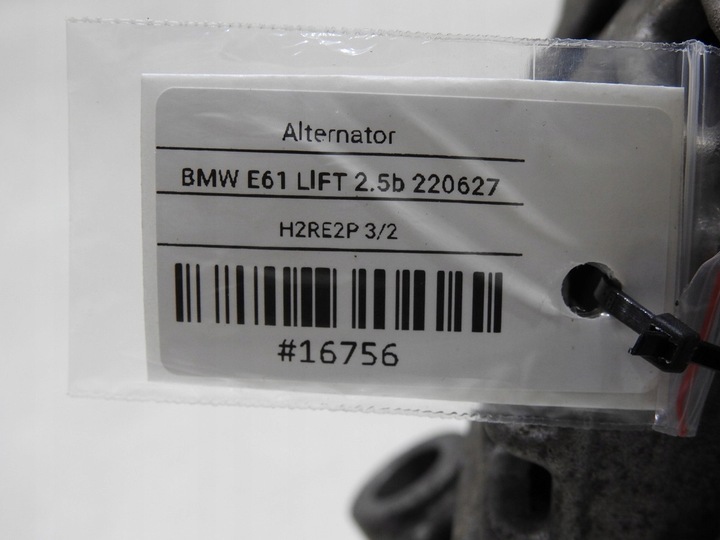 Alternator
BMW E61 LIFT 2.5b 220627
H2RE2P 3/2
#16756